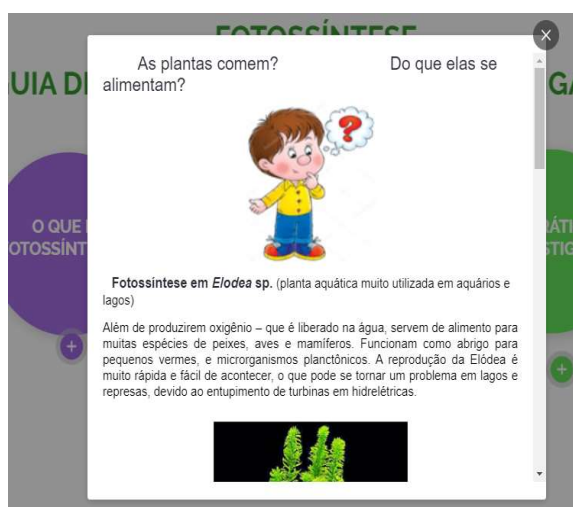 FOTOSSÍNTESE
As plantas comem? Do que elas se
alimentam?
?
O QUE
Fotossíntese em Elodea sp. (planta aquática muito utilizada em aquários e
lagos)
Além de produzirem oxigênio – que é liberado na água, servem de alimento para
muitas espécies de peixes, aves e mamíferos. Funcionam como abrigo para
pequenos vermes, e microrganismos planctônicos. A reprodução da Elódea é
muito rápida e fácil de acontecer, o que pode se tornar um problema em lagos e
represas, devido ao entupimento de turbinas em hidrelétricas.